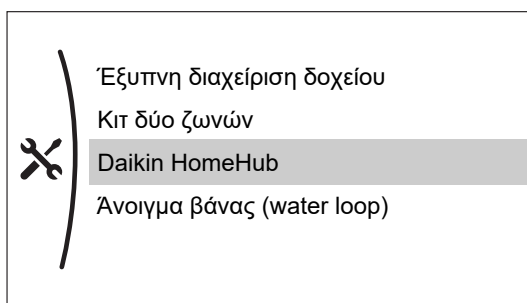 Έξυπνη διαχείριση δοχείου
Κιτ δύο ζωνών
Daikin HomeHub
Άνοιγμα βάνας (water loop)